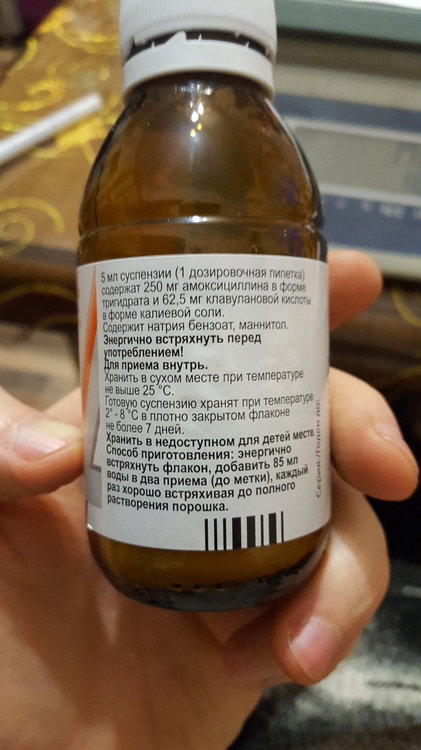 5 мл суспензии (1 дозировочная пипетка)
содержат 250 мг амоксициллина в форме
тригидрата и 62,5 мг клавулановой кислоты
в форме калиевой соли.
Содержит натрия бензоат, маннитол.
Энергично встряхнуть перед
употреблением!
Для приема внутрь.
Хранить в сухом месте при температуре
не выше 25 °С.
Готовую суспензию хранят при температуре
2° - 8 °С в плотно закрытом флаконе
не более 7 дней.
Хранить в недоступном для детей месте
Способ приготовления: энергично
встряхнуть флакон, добавить 85 мл
воды в два приема (до метки), каждый
раз хорошо встряхивая до полного
растворения порошка.
Серия/Годен до: